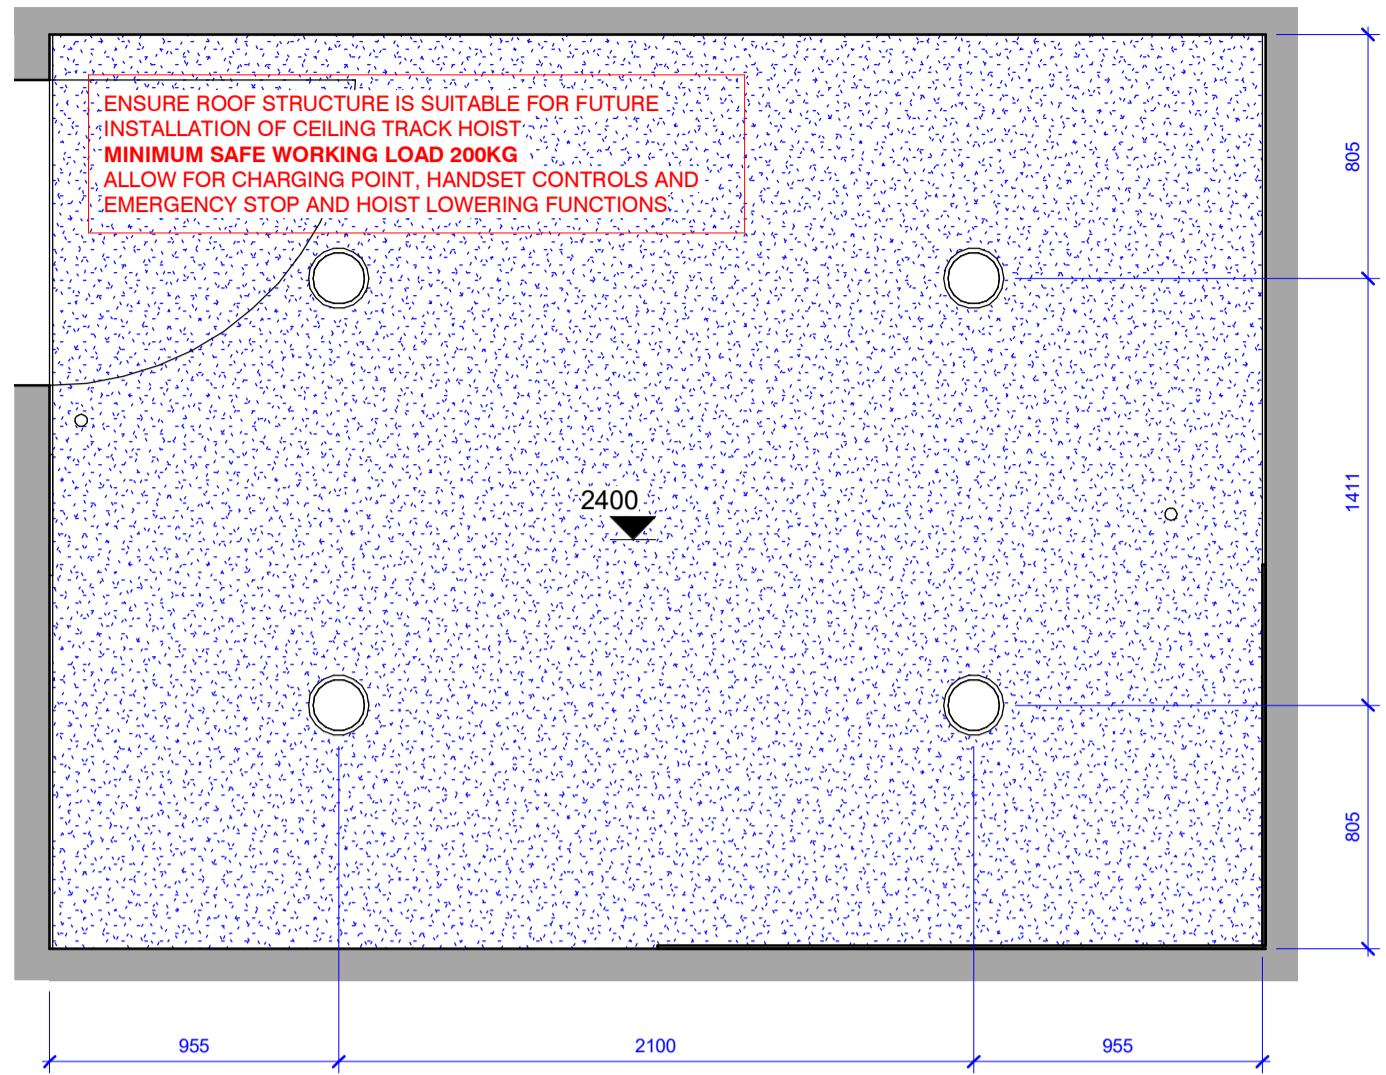 ENSURE ROOF STRUCTURE IS SUITABLE FOR FUTURE
INSTALLATION OF CEILING TRACK HOIST
MINIMUM SAFE WORKING LOAD 200KG
ALLOW FOR CHARGING POINT, HANDSET CONTROLS AND
EMERGENCY STOP AND HOIST LOWERING FUNCTIONS.
805
1411
2400
805
955
2100
955